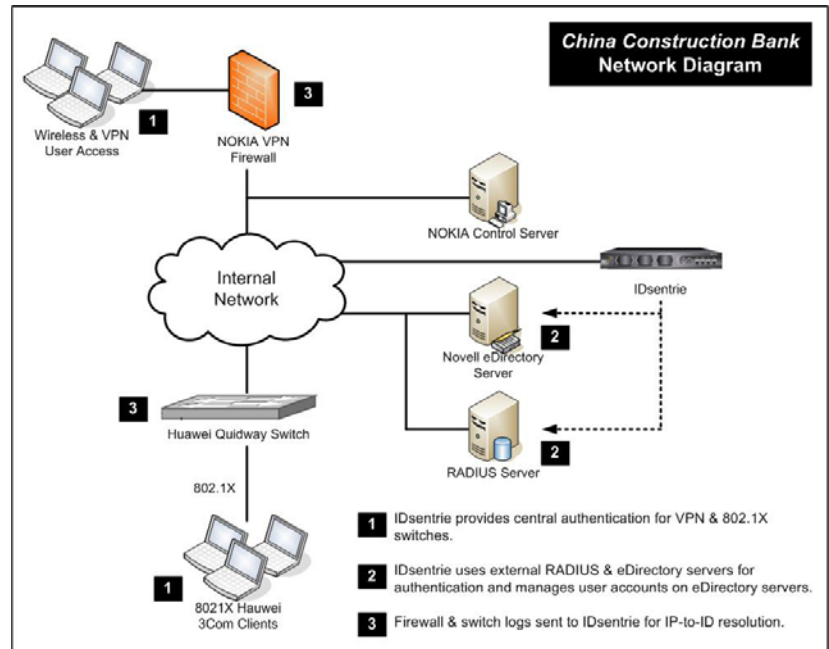 China Construction Bank
Network Diagram
1
3
Wireless & VPN
User Access
NOKIA VPN
Firewall
NOKIA Control Server
Internal
Network
IDsentrie
2
Novell eDirectory
Server
3
Huawei Quidway Switch
2
RADIUS Server
802.1X
1
8021X Hauwei
3Com Clients
1 IDsentrie provides central authentication for VPN & 802.1X
switches.
2 IDsentrie uses external RADIUS & eDirectory servers for
authentication and manages user accounts on eDirectory servers.
3 Firewall & switch logs sent to IDsentrie for IP-to-ID resolution.